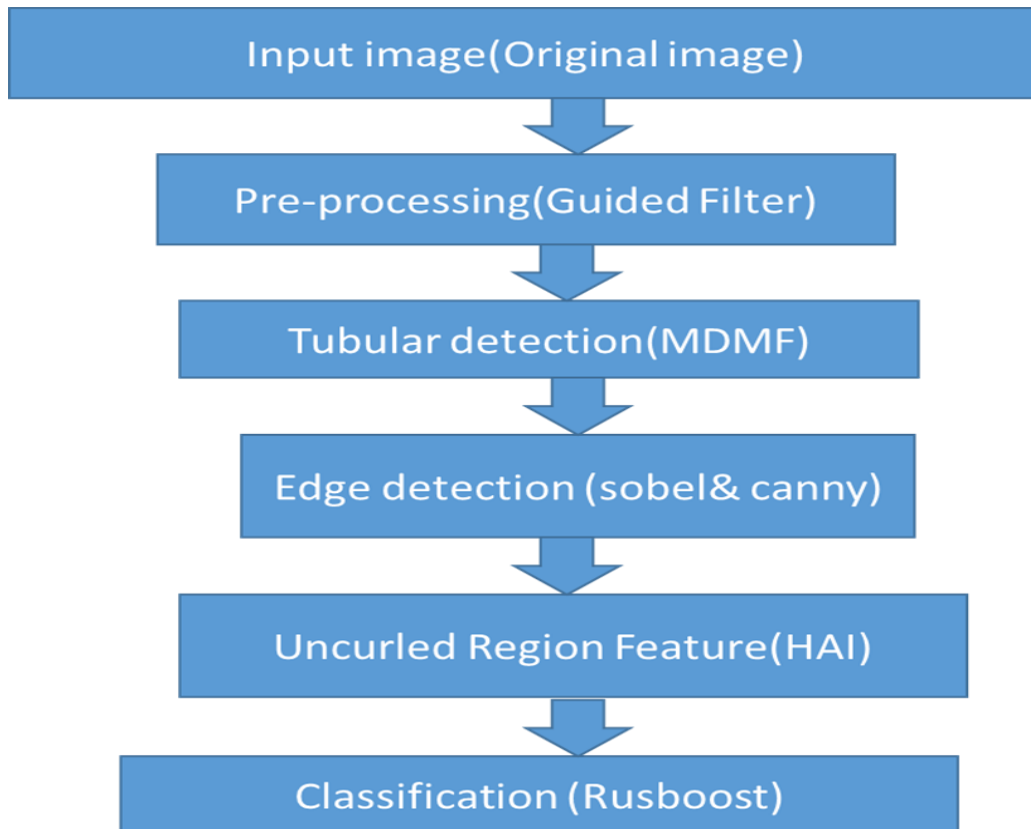 Input image(Original image)
Pre-processing(Guided Filter)
Tubular detection(MDMF)
Edge detection (sobel& canny)
Uncurled Region Feature(HAI)
Classification (Rusboost)